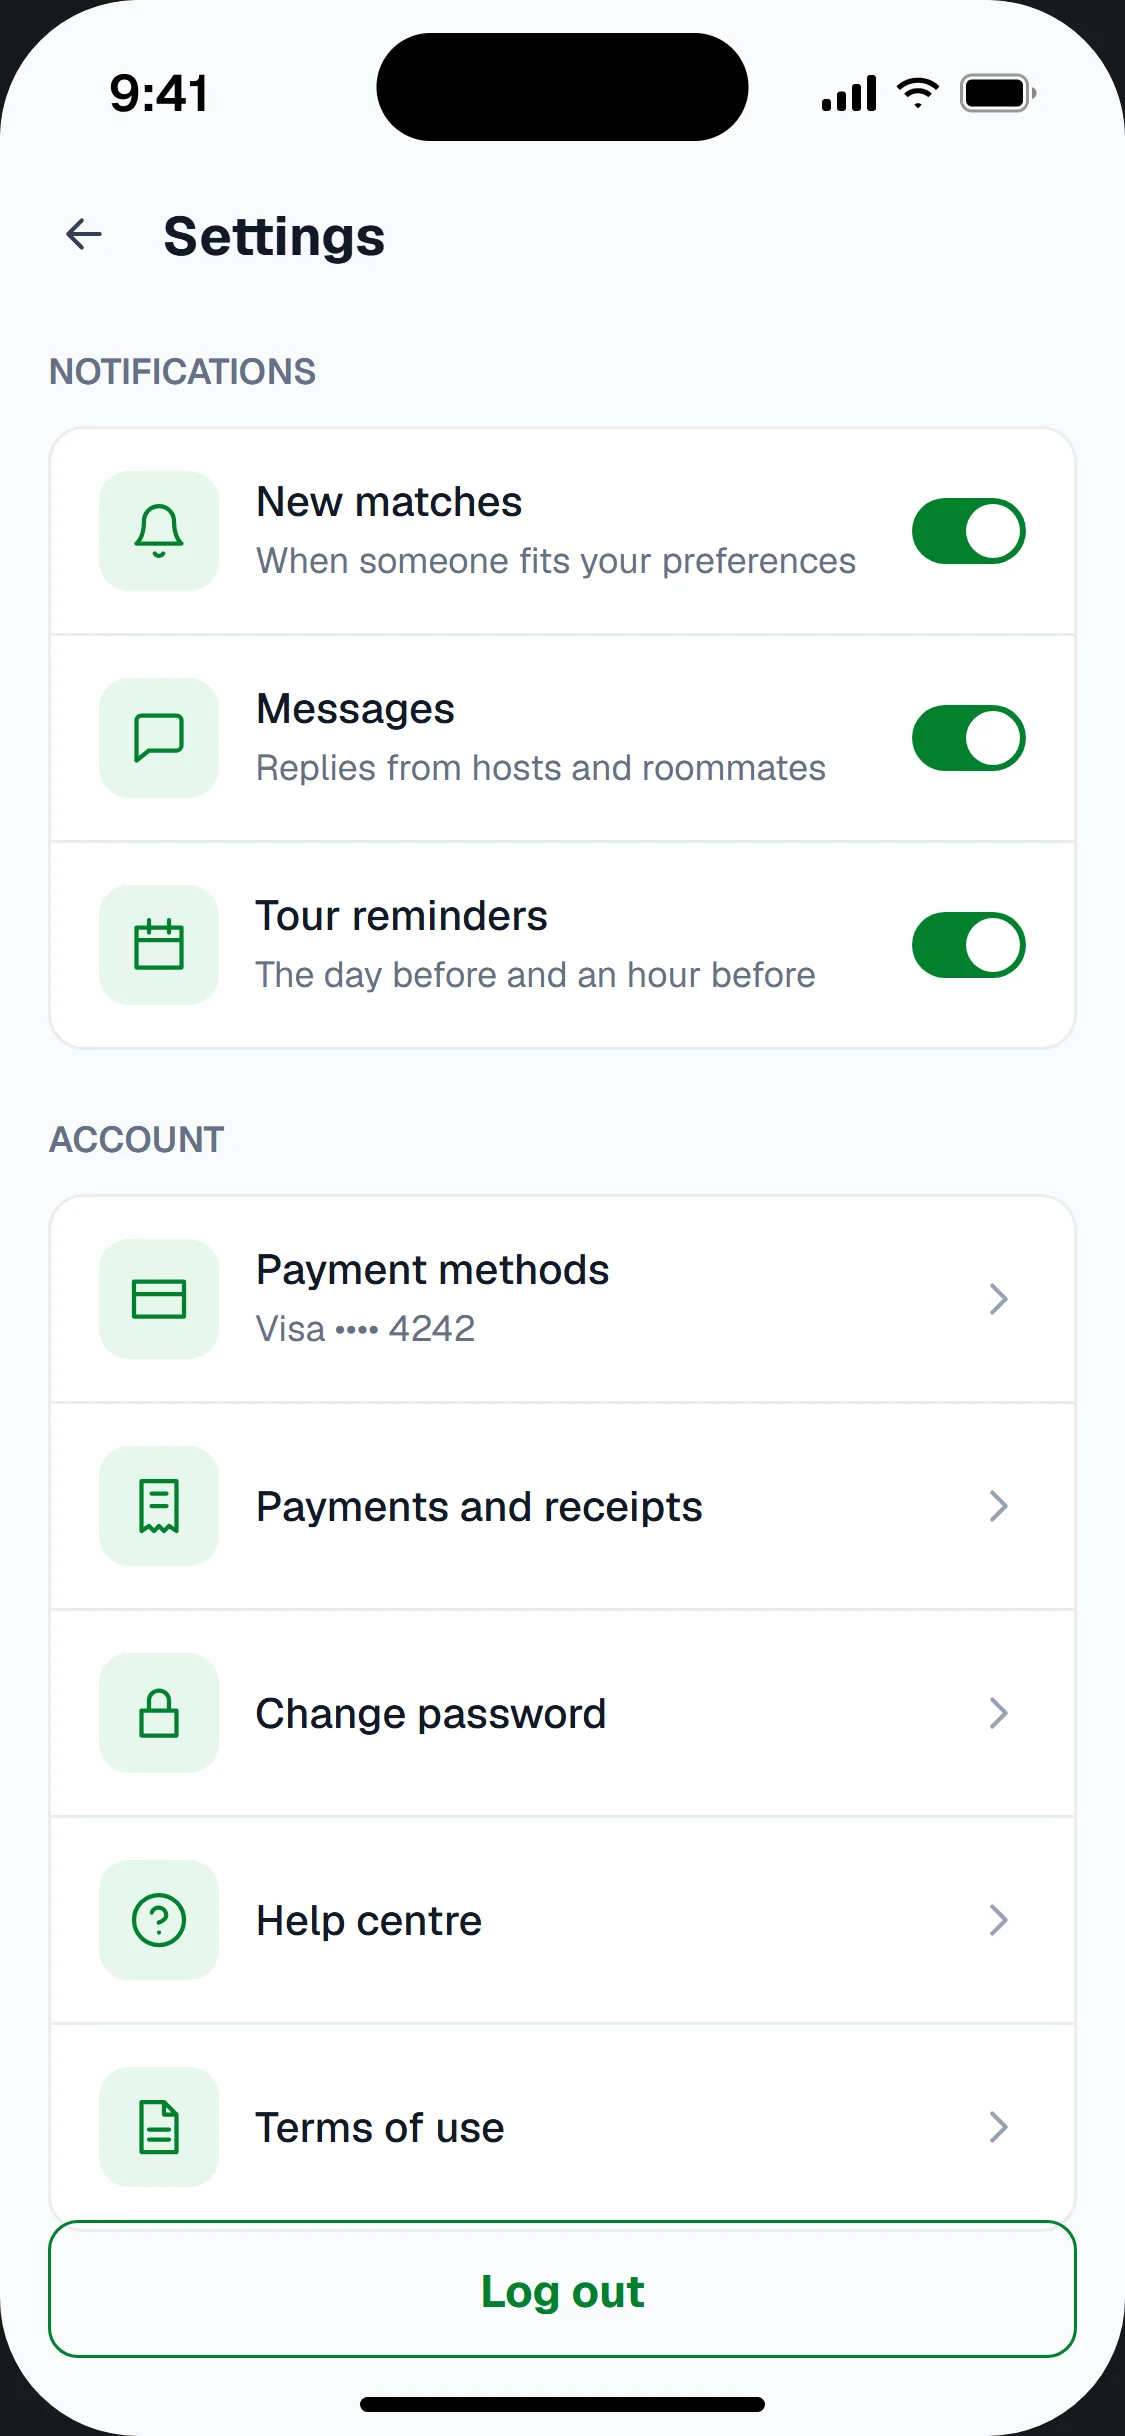 9:41
Settings
NOTIFICATIONS
New matches
When someone fits your preferences
Messages
Replies from hosts and roommates
Tour reminders
The day before and an hour before
ACCOUNT
Payment methods
Visa •••• 4242
Payments and receipts
Change password
Help centre
Terms of use
Log out